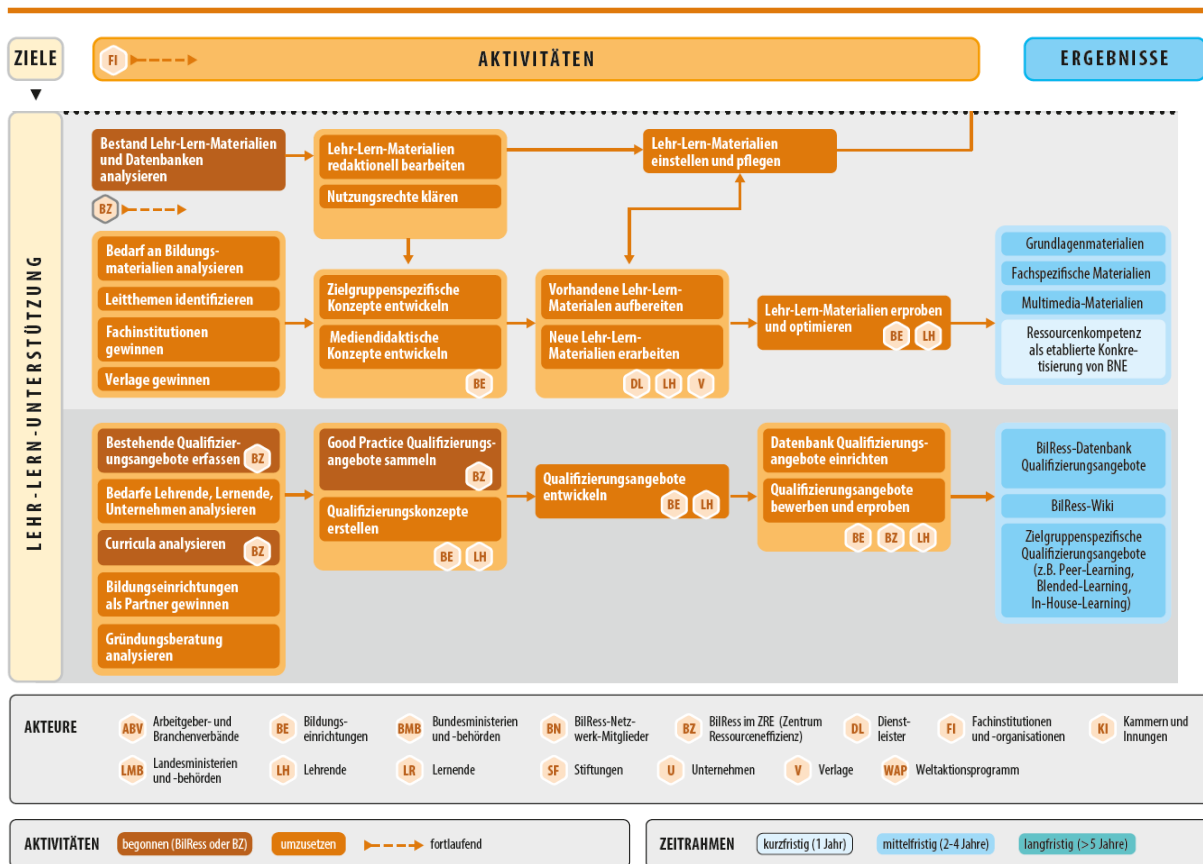 ZIELE
FI
AKTIVITÄTEN
ERGEBNISSE
LEHR-LERN-UNTERSTÜTZUNG
Bestand Lehr-Lern-Materialien
und Datenbanken
analysieren
BZ
Lehr-Lern-Materialien
redaktionell bearbeiten
Nutzungsrechte klären
Lehr-Lern-Materialien
einstellen und pflegen
Bedarf an Bildungs-
materialien analysieren
Leitthemen identifizieren
Fachinstitutionen
gewinnen
Verlage gewinnen
Zielgruppenspezifische
Konzepte entwickeln
Mediendidaktische
Konzepte entwickeln
BE
Vorhandene Lehr-Lern-
Materialen aufbereiten
Neue Lehr-Lern-
Materialien erarbeiten
DL LH V
Lehr-Lern-Materialien erproben
und optimieren
BE LH
Grundlagenmaterialien
Fachspezifische Materialien
Multimedia-Materialien
Ressourcenkompetenz
als etablierte Konkre-
tisierung von BNE
Bestehende Qualifizier-
ungsangebote erfassen
BZ
Bedarfe Lehrende, Lernende,
Unternehmen analysieren
Curricula analysieren
BZ
Bildungseinrichtungen
als Partner gewinnen
Gründungsberatung
analysieren
Good Practice Qualifizierungs-
angebote sammeln
BZ
Qualifizierungskonzepte
erstellen
BE LH
Qualifizierungsangebote
entwickeln
BE LH
Datenbank Qualifizierungs-
angebote einrichten
Qualifizierungsangebote
bewerben und erproben
BE BZ LH
BilRess-Datenbank
Qualifizierungsangebote
BilRess-Wiki
Zielgruppenspezifische
Qualifizierungsangebote
(z.B. Peer-Learning,
Blended-Learning,
In-House-Learning)
AKTEURE
ABV Arbeitgeber- und
Branchenverbände
BE Bildungs-
einrichtungen
BMB Bundesministerien
und -behörden
BN BilRess-Netz-
werk-Mitglieder
BZ BilRess im ZRE (Zentrum
Ressourceneffizienz)
DL Dienst-
leister
FI Fachinstitutionen
und -organisationen
KI Kammern und
Innungen
LMB Landesministerien
und -behörden
LH Lehrende
LR Lernende
SF Stiftungen
U Unternehmen
V Verlage
WAP Weltaktionsprogramm
AKTIVITÄTEN
begonnen (BilRess oder BZ)
umzusetzen
fortlaufend
ZEITRAHMEN
kurzfristig (1 Jahr)
mittelfristig (2-4 Jahre)
langfristig (>5 Jahre)